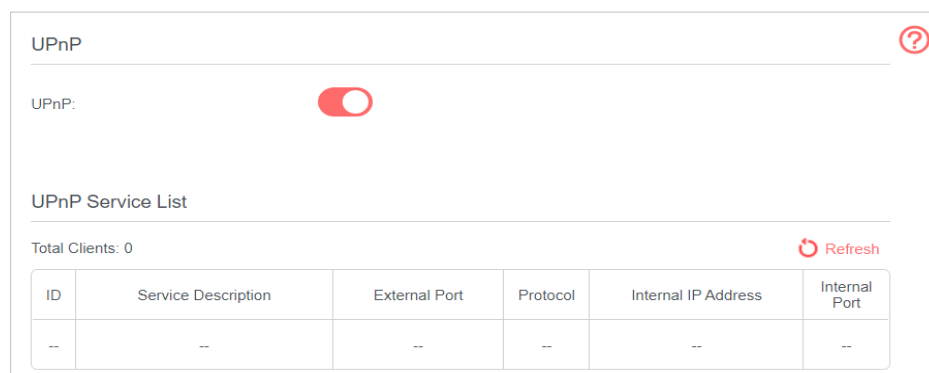 UPnP
?
UPnP:
UPnP Service List
Total Clients: 0
Refresh
ID Service Description External Port Protocol Internal IP Address Internal
Port
-- -- -- -- -- --